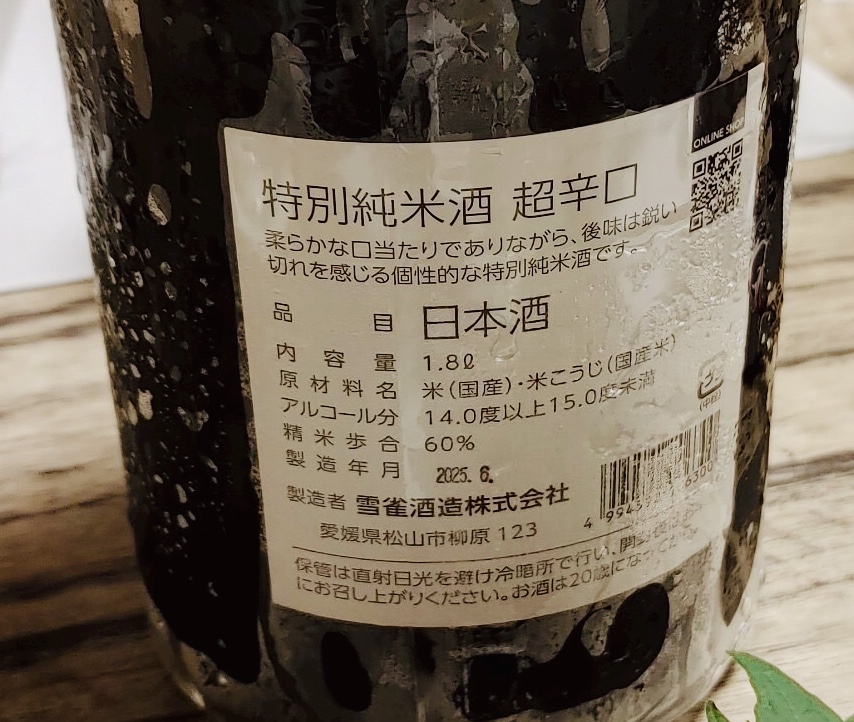 ONLINE SHOP
特別純米酒 超辛口
柔らかな口当たりでありながら、後味は鋭い
切れを感じる個性的な特別純米酒です。
品目 日本酒
内容量 1.8ℓ
原材料名 米(国産)・米こうじ(国産米)
アルコール分 14.0度以上15.0度未満
精米歩合 60%
製造年月 2025.6.
製造者 雪雀酒造株式会社
愛媛県松山市柳原123
保管は直射日光を避け冷暗所で行い、開
にお召し上がりください。お酒は20歳になって